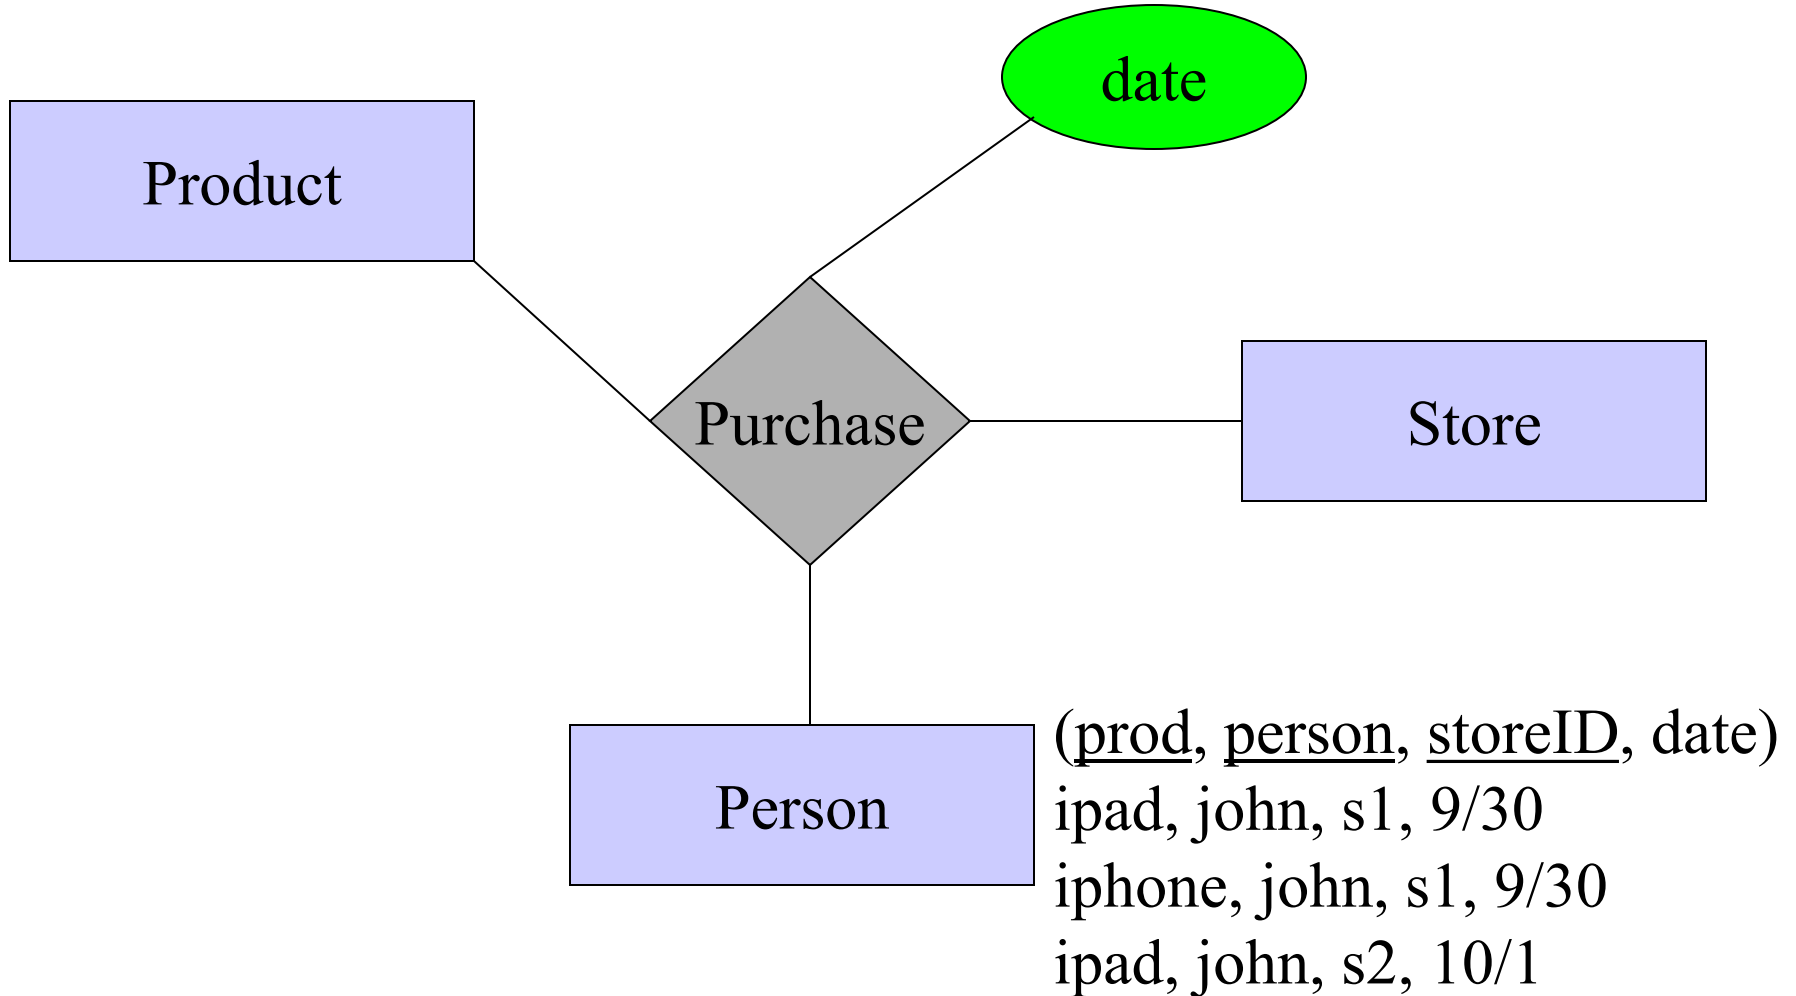 date
Product
Purchase
Store
Person
(prod, person, storeID, date)
ipad, john, s1, 9/30
iphone, john, s1, 9/30
ipad, john, s2, 10/1